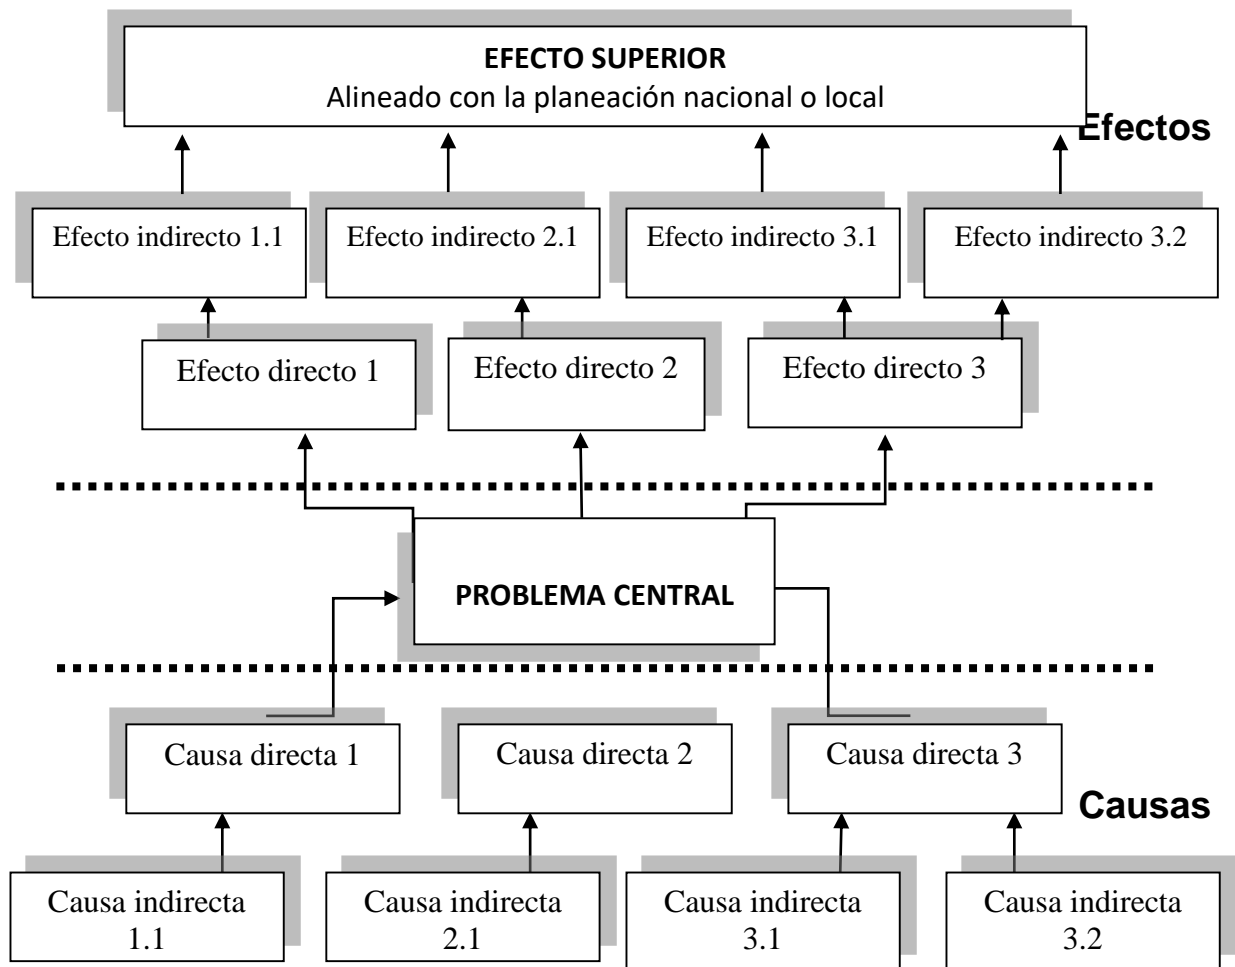 EFECTO SUPERIOR
Alineado con la planeación nacional o local
Efectos
Efecto indirecto 1.1
Efecto indirecto 2.1
Efecto indirecto 3.1
Efecto indirecto 3.2
Efecto directo 1
Efecto directo 2
Efecto directo 3
PROBLEMA CENTRAL
Causa directa 1
Causa directa 2
Causa directa 3
Causas
Causa indirecta
1.1
Causa indirecta
2.1
Causa indirecta
3.1
Causa indirecta
3.2